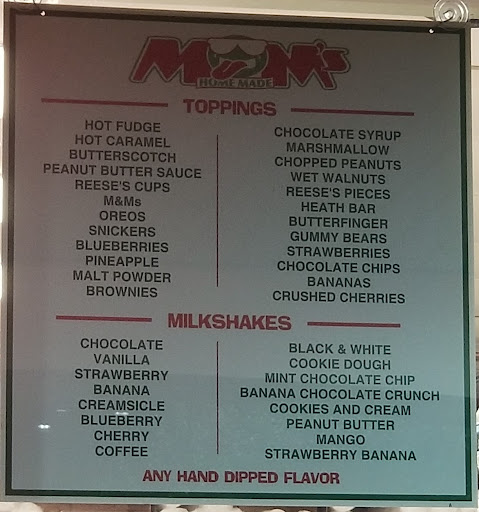 MOM'S
HOME MADE
TOPPINGS
HOT FUDGE
HOT CARAMEL
BUTTERSCOTCH
PEANUT BUTTER SAUCE
REESE'S CUPS
M&Ms
OREOS
SNICKERS
BLUEBERRIES
PINEAPPLE
MALT POWDER
BROWNIES
CHOCOLATE SYRUP
MARSHMALLOW
CHOPPED PEANUTS
WET WALNUTS
REESE'S PIECES
HEATH BAR
BUTTERFINGER
GUMMY BEARS
STRAWBERRIES
CHOCOLATE CHIPS
BANANAS
CRUSHED CHERRIES
MILKSHAKES
CHOCOLATE
VANILLA
STRAWBERRY
BANANA
CREAMSICLE
BLUEBERRY
CHERRY
COFFEE
BLACK & WHITE
COOKIE DOUGH
MINT CHOCOLATE CHIP
BANANA CHOCOLATE CRUNCH
COOKIES AND CREAM
PEANUT BUTTER
MANGO
STRAWBERRY BANANA
ANY HAND DIPPED FLAVOR